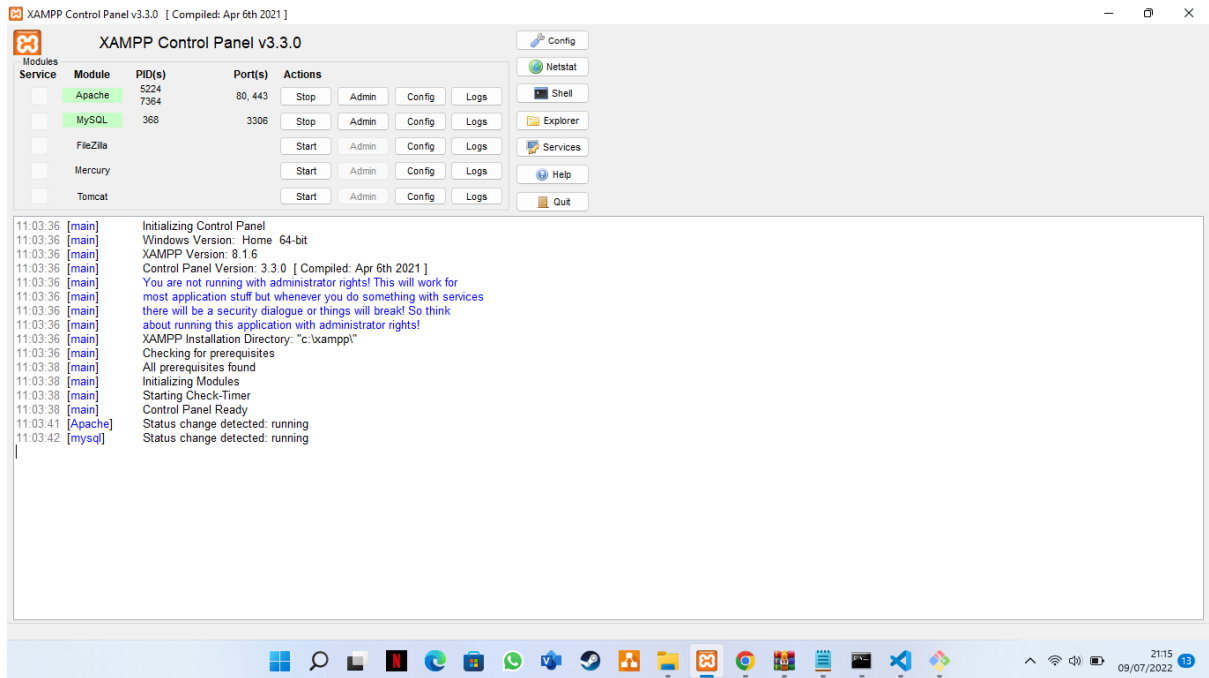 XAMPP Control Panel v3.3.0 [ Compiled: Apr 6th 2021 ]
XAMPP Control Panel v3.3.0
Config
Modules
Service Module PID(s) Port(s) Actions
Netstat
Apache 5224 7364 80, 443 Stop Admin Config Logs
Shell
MySQL 368 3306 Stop Admin Config Logs
Explorer
FileZilla Start Admin Config Logs
Services
Mercury Start Admin Config Logs
Help
Tomcat Start Admin Config Logs
Quit
11:03:36 [main] Initializing Control Panel
11:03:36 [main] Windows Version: Home 64-bit
11:03:36 [main] XAMPP Version: 8.1.6
11:03:36 [main] Control Panel Version: 3.3.0 [ Compiled: Apr 6th 2021 ]
11:03:36 [main] You are not running with administrator rights! This will work for
11:03:36 [main] most application stuff but whenever you do something with services
11:03:36 [main] there will be a security dialogue or things will break! So think
11:03:36 [main] about running this application with administrator rights!
11:03:36 [main] XAMPP Installation Directory: "c:\xampp\"
11:03:36 [main] Checking for prerequisites
11:03:38 [main] All prerequisites found
11:03:38 [main] Initializing Modules
11:03:38 [main] Starting Check-Timer
11:03:38 [main] Control Panel Ready
11:03:41 [Apache] Status change detected: running
11:03:42 [mysql] Status change detected: running
21:15
09/07/2022
13